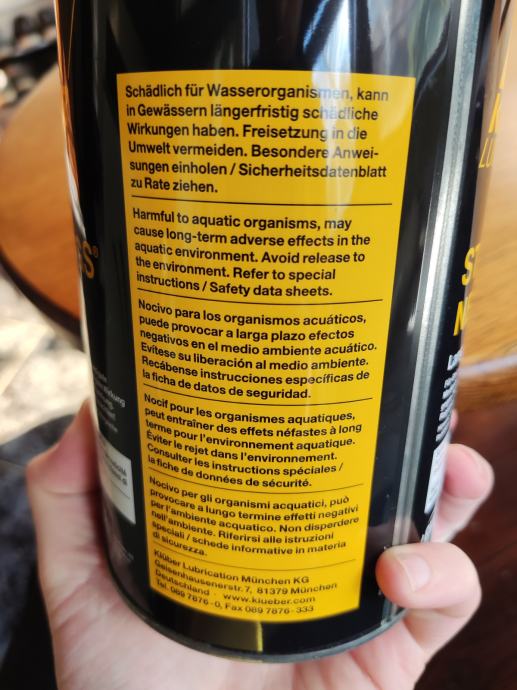 Schädlich für Wasserorganismen, kann
in Gewässern längerfristig schädliche
Wirkungen haben. Freisetzung in die
Umwelt vermeiden. Besondere Anwei-
sungen einholen / Sicherheitsdatenblatt
zu Rate ziehen.
Harmful to aquatic organisms, may
cause long-term adverse effects in the
aquatic environment. Avoid release to
the environment. Refer to special
instructions / Safety data sheets.
Nocivo para los organismos acuáticos,
puede provocar a larga plazo efectos
negativos en el medio ambiente acuático.
Evítese su liberación al medio ambiente.
Recábense instrucciones específicas de
la ficha de datos de seguridad.
Nocif pour les organismes aquatiques,
peut entraîner des effets néfastes à long
terme pour l'environnement aquatique.
Éviter le rejet dans l'environnement.
Consulter les instructions spéciales /
la fiche de données de sécurité.
Nocivo per gli organismi acquatici, può
provocare a lungo termine effetti negativi
per l'ambiente acquatico. Non disperdere
nell'ambiente. Riferirsi alle istruzioni
speciali / schede informative in materia
di sicurezza.
Klüber Lubrication München KG
Geisenhausenerstr. 7, 81379 München
Deutschland · www.klueber.com
Tel. 089 7876-0, Fax 089 7876-333